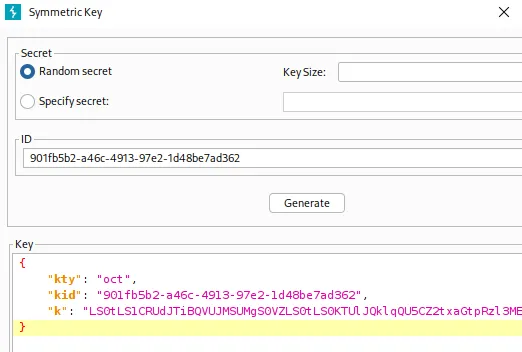 Symmetric Key
Secret
Random secret
Key Size:
Specify secret:
ID
901fb5b2-a46c-4913-97e2-1d48be7ad362
Generate
Key
{
"kty": "oct",
"kid": "901fb5b2-a46c-4913-97e2-1d48be7ad362",
"k": "LS0tLS1CRUdJTiBQVUJMSUMgS0VZLS0tLS0KTUlJQklqQU5CZ2txaGtpRzl3ME
}